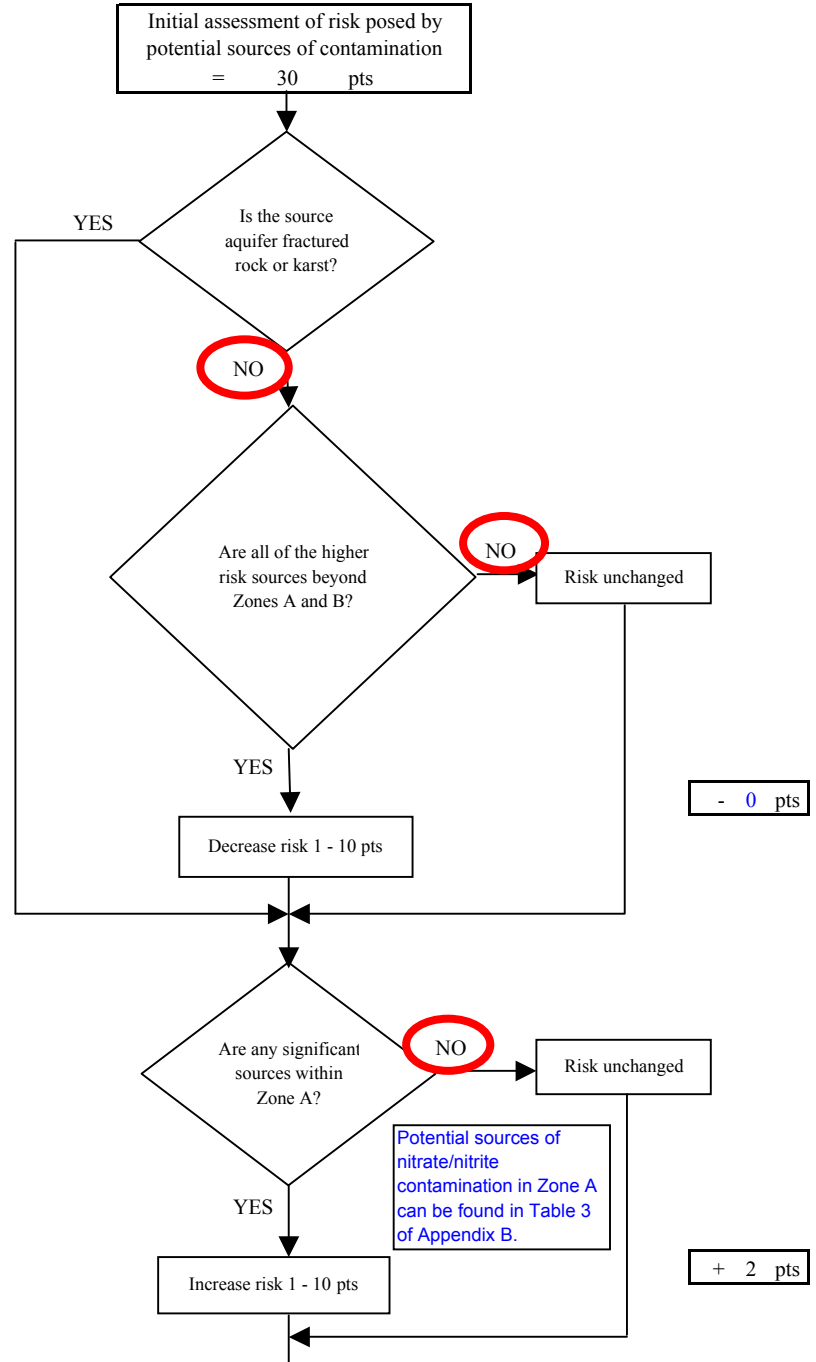 Initial assessment of risk posed by
potential sources of contamination
= 30 pts
YES
Is the source
aquifer fractured
rock or karst?
NO
Are all of the higher
risk sources beyond
Zones A and B?
NO
Risk unchanged
YES
- 0 pts
Decrease risk 1 - 10 pts
Are any significant
sources within
Zone A?
NO
Risk unchanged
Potential sources of
nitrate/nitrite
contamination in Zone A
can be found in Table 3
of Appendix B.
YES
+ 2 pts
Increase risk 1 - 10 pts